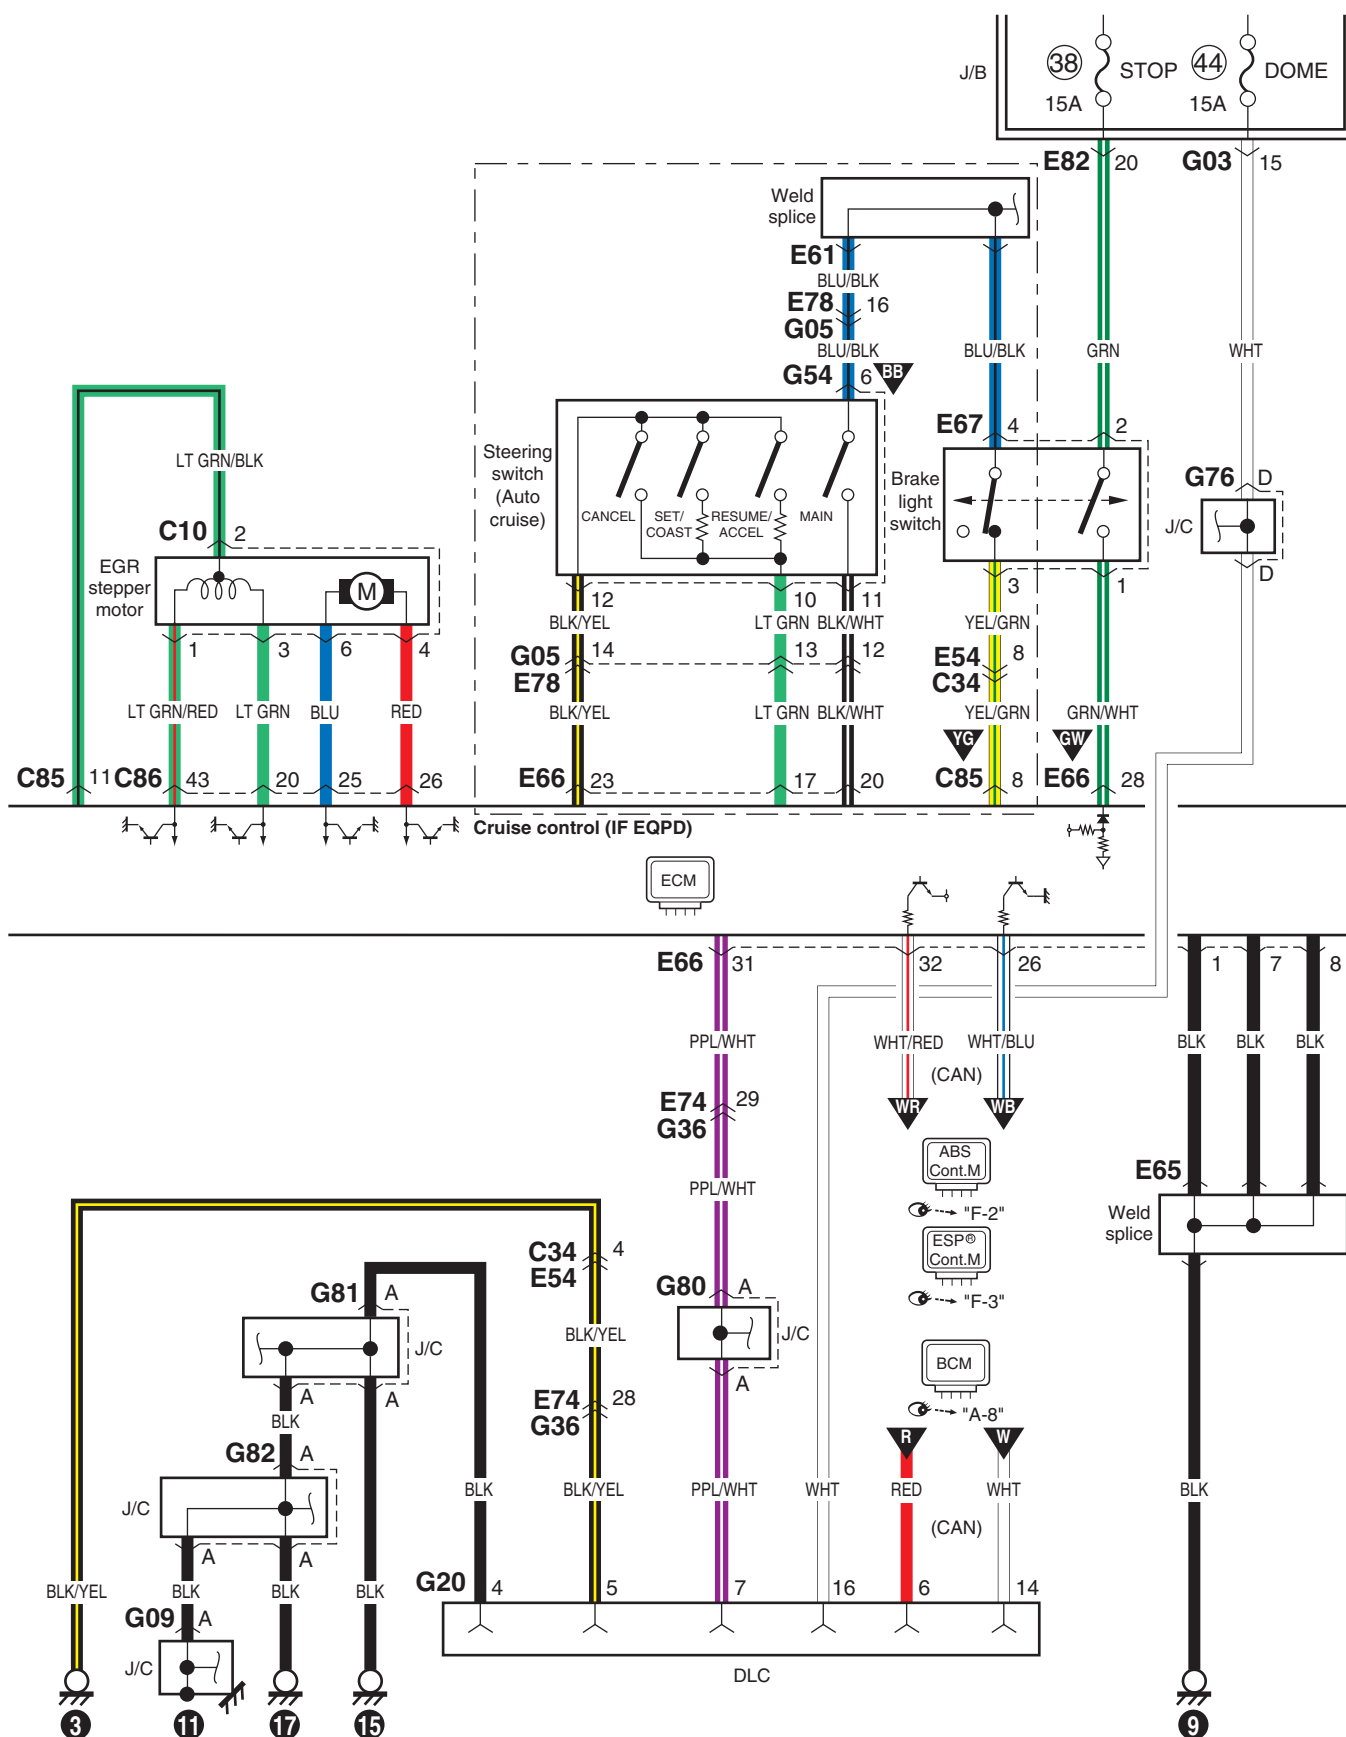 J/B
38
STOP
15A
44
DOME
15A
E82
20
G03
15
Weld
splice
E61
BLU/BLK
E78
16
G05
BLU/BLK
BLU/BLK
GRN
WHT
G54
6
BB
E67
4
2
LT GRN/BLK
C10
2
EGR
stepper
motor
M
1
3
6
4
Steering
switch
(Auto
cruise)
CANCEL
SET/
COAST
RESUME/
ACCEL
MAIN
Brake
light
switch
G76
D
J/C
D
12
10
11
3
1
BLK/YEL
LT GRN
BLK/WHT
YEL/GRN
G05
14
13
12
E78
E54
8
C34
LT GRN/RED
LT GRN
BLU
RED
BLK/YEL
LT GRN
BLK/WHT
YEL/GRN
GRN/WHT
YG
GW
C85
11
C86
43
20
25
26
E66
23
17
20
C85
8
E66
28
Cruise control (IF EQPD)
ECM
E66
31
32
26
1
7
8
PPL/WHT
WHT/RED
WHT/BLU
BLK
BLK
BLK
(CAN)
E74
29
G36
WR
WB
ABS
Cont.M
"F-2"
PPL/WHT
E65
Weld
splice
ESP®
Cont.M
"F-3"
C34
4
E54
G81
A
J/C
G80
A
J/C
A
BLK/YEL
BCM
"A-8"
A
A
E74
28
G36
BLK
G82
A
R
W
J/C
BLK
BLK/YEL
PPL/WHT
WHT
RED
WHT
BLK
(CAN)
A
A
BLK/YEL
BLK
BLK
BLK
G20
4
5
7
16
6
14
G09
A
J/C
DLC
3
11
17
15
9